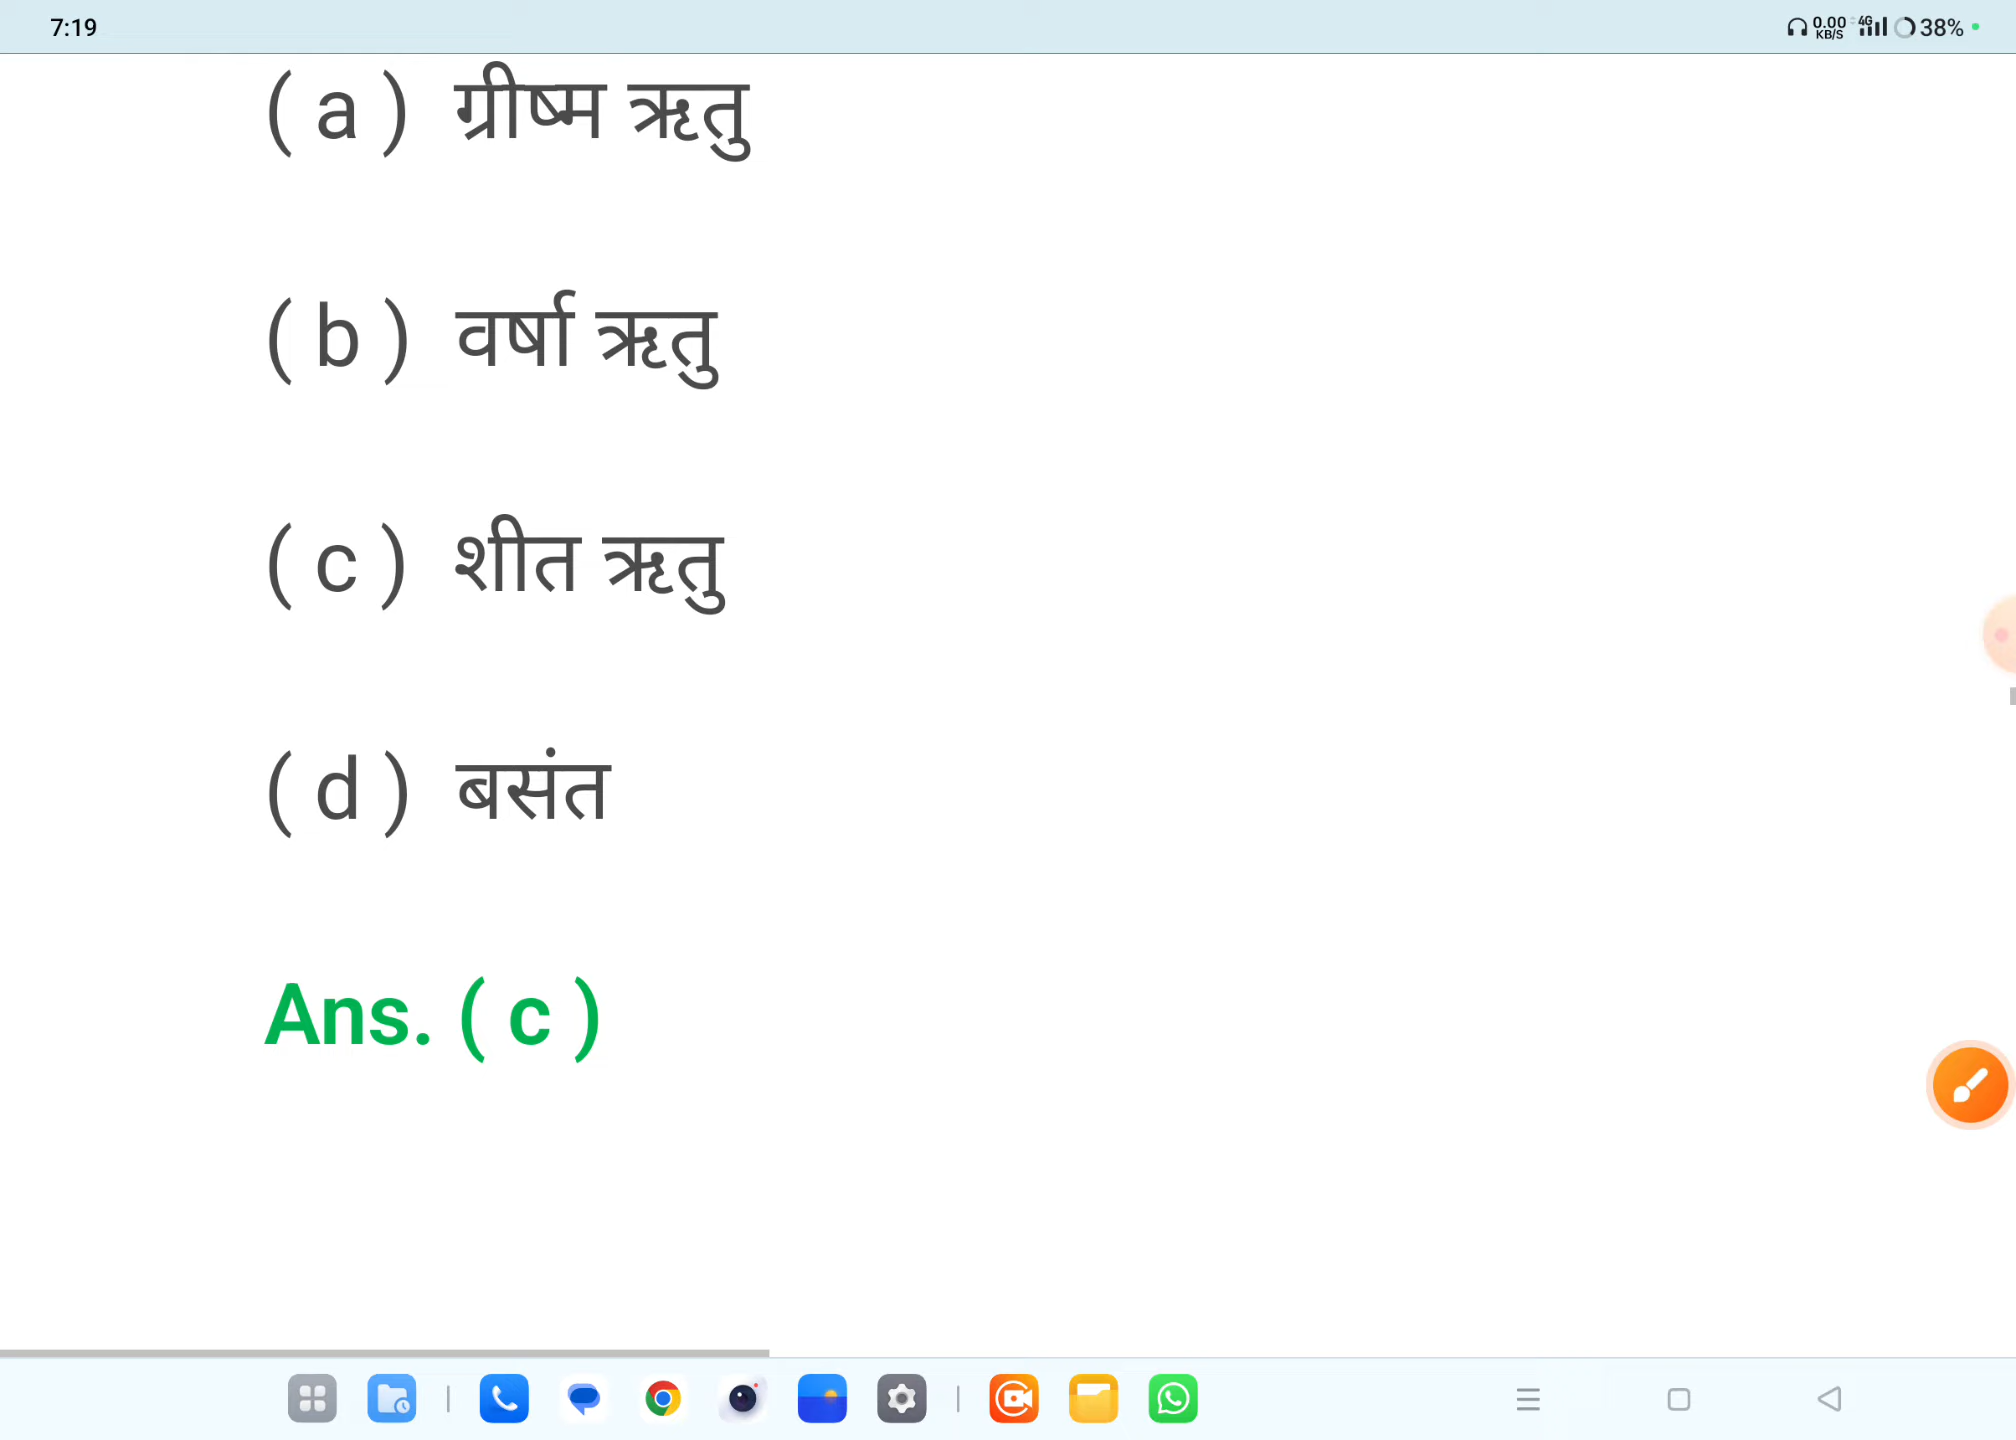 7:19 0.00 KB/S 4G 38%
( a ) ग्रीष्म ऋतु
( b ) वर्षा ऋतु
( c ) शीत ऋतु
( d ) बसंत
Ans. ( c )